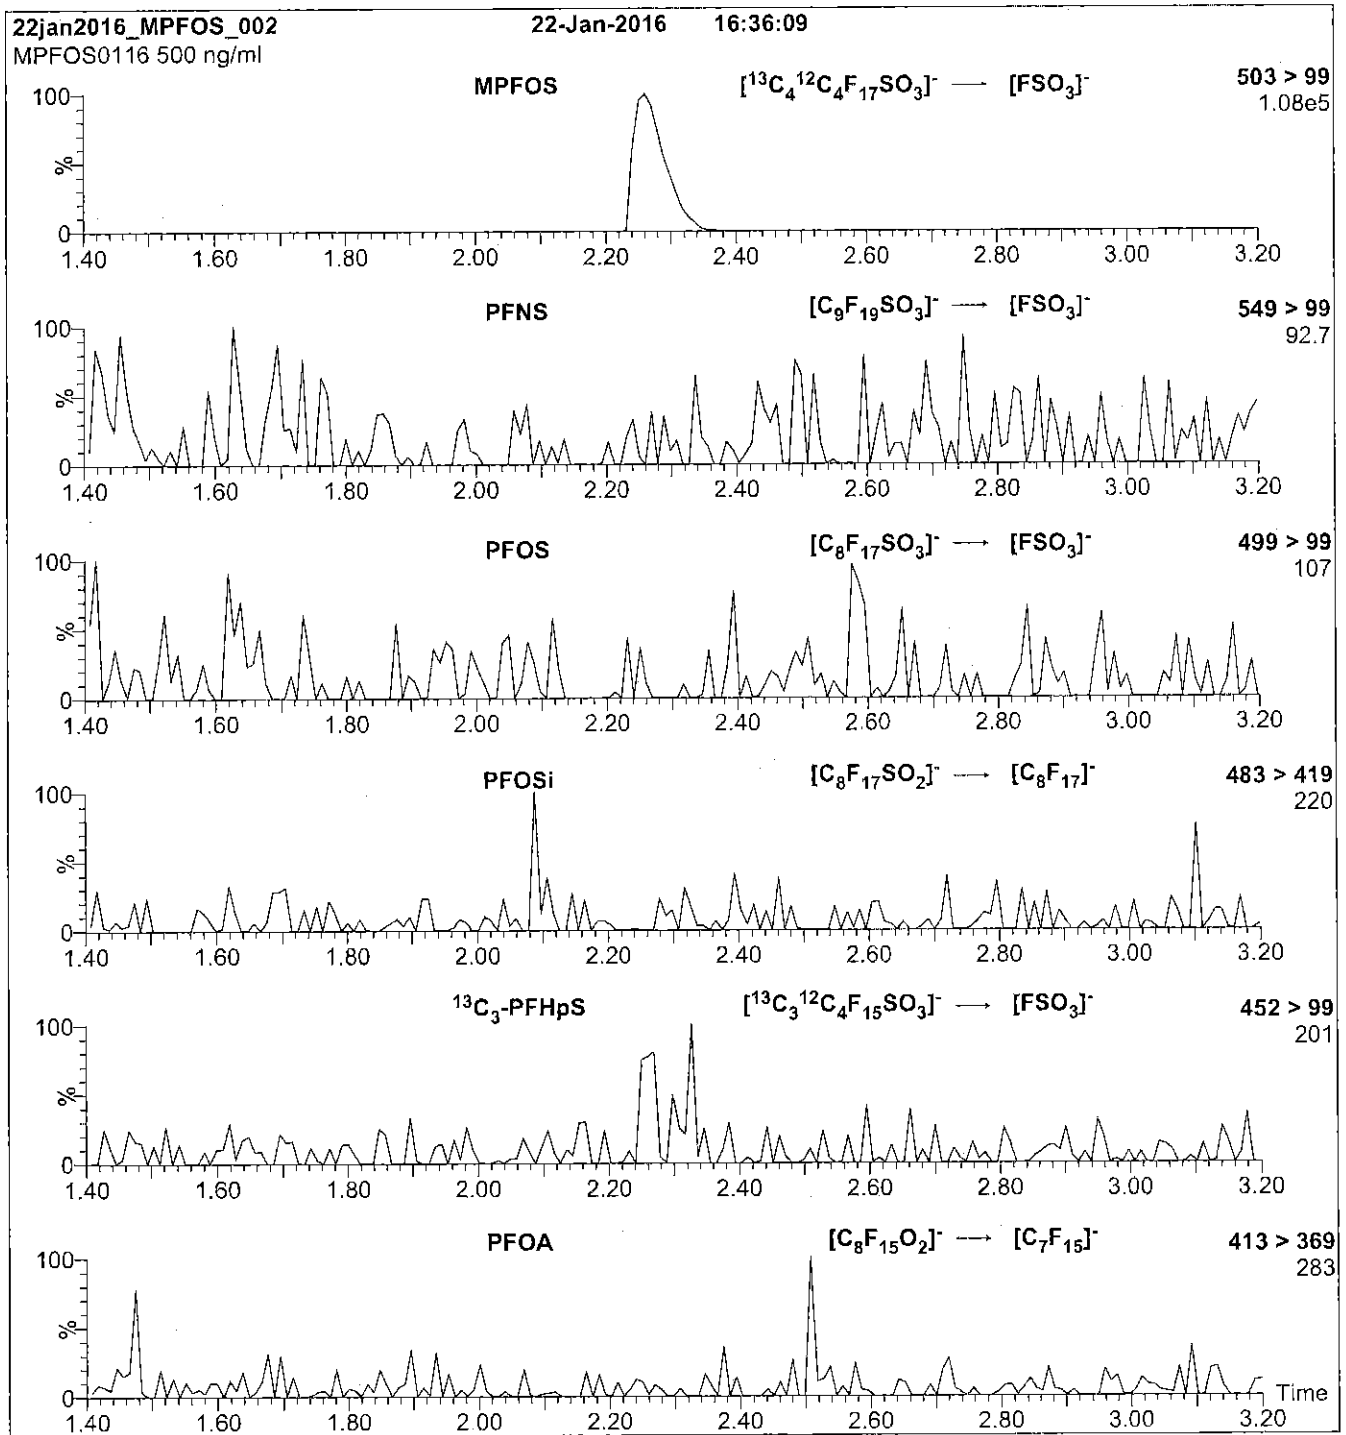 22jan2016_MPFOS_002 22-Jan-2016 16:36:09
MPFOS0116 500 ng/ml
MPFOS [¹³C₄¹²C₄F₁₇SO₃]⁻ → [FSO₃]⁻ 503 > 99
1.08e5
100
%
0
1.40 1.60 1.80 2.00 2.20 2.40 2.60 2.80 3.00 3.20
PFNS [C₉F₁₉SO₃]⁻ → [FSO₃]⁻ 549 > 99
92.7
100
%
0
1.40 1.60 1.80 2.00 2.20 2.40 2.60 2.80 3.00 3.20
PFOS [C₈F₁₇SO₃]⁻ → [FSO₃]⁻ 499 > 99
107
100
%
0
1.40 1.60 1.80 2.00 2.20 2.40 2.60 2.80 3.00 3.20
PFOSi [C₈F₁₇SO₂]⁻ → [C₈F₁₇]⁻ 483 > 419
220
100
%
0
1.40 1.60 1.80 2.00 2.20 2.40 2.60 2.80 3.00 3.20
¹³C₃-PFHpS [¹³C₃¹²C₄F₁₅SO₃]⁻ → [FSO₃]⁻ 452 > 99
201
100
%
0
1.40 1.60 1.80 2.00 2.20 2.40 2.60 2.80 3.00 3.20
PFOA [C₈F₁₅O₂]⁻ → [C₇F₁₅]⁻ 413 > 369
283
100
%
0 Time
1.40 1.60 1.80 2.00 2.20 2.40 2.60 2.80 3.00 3.20